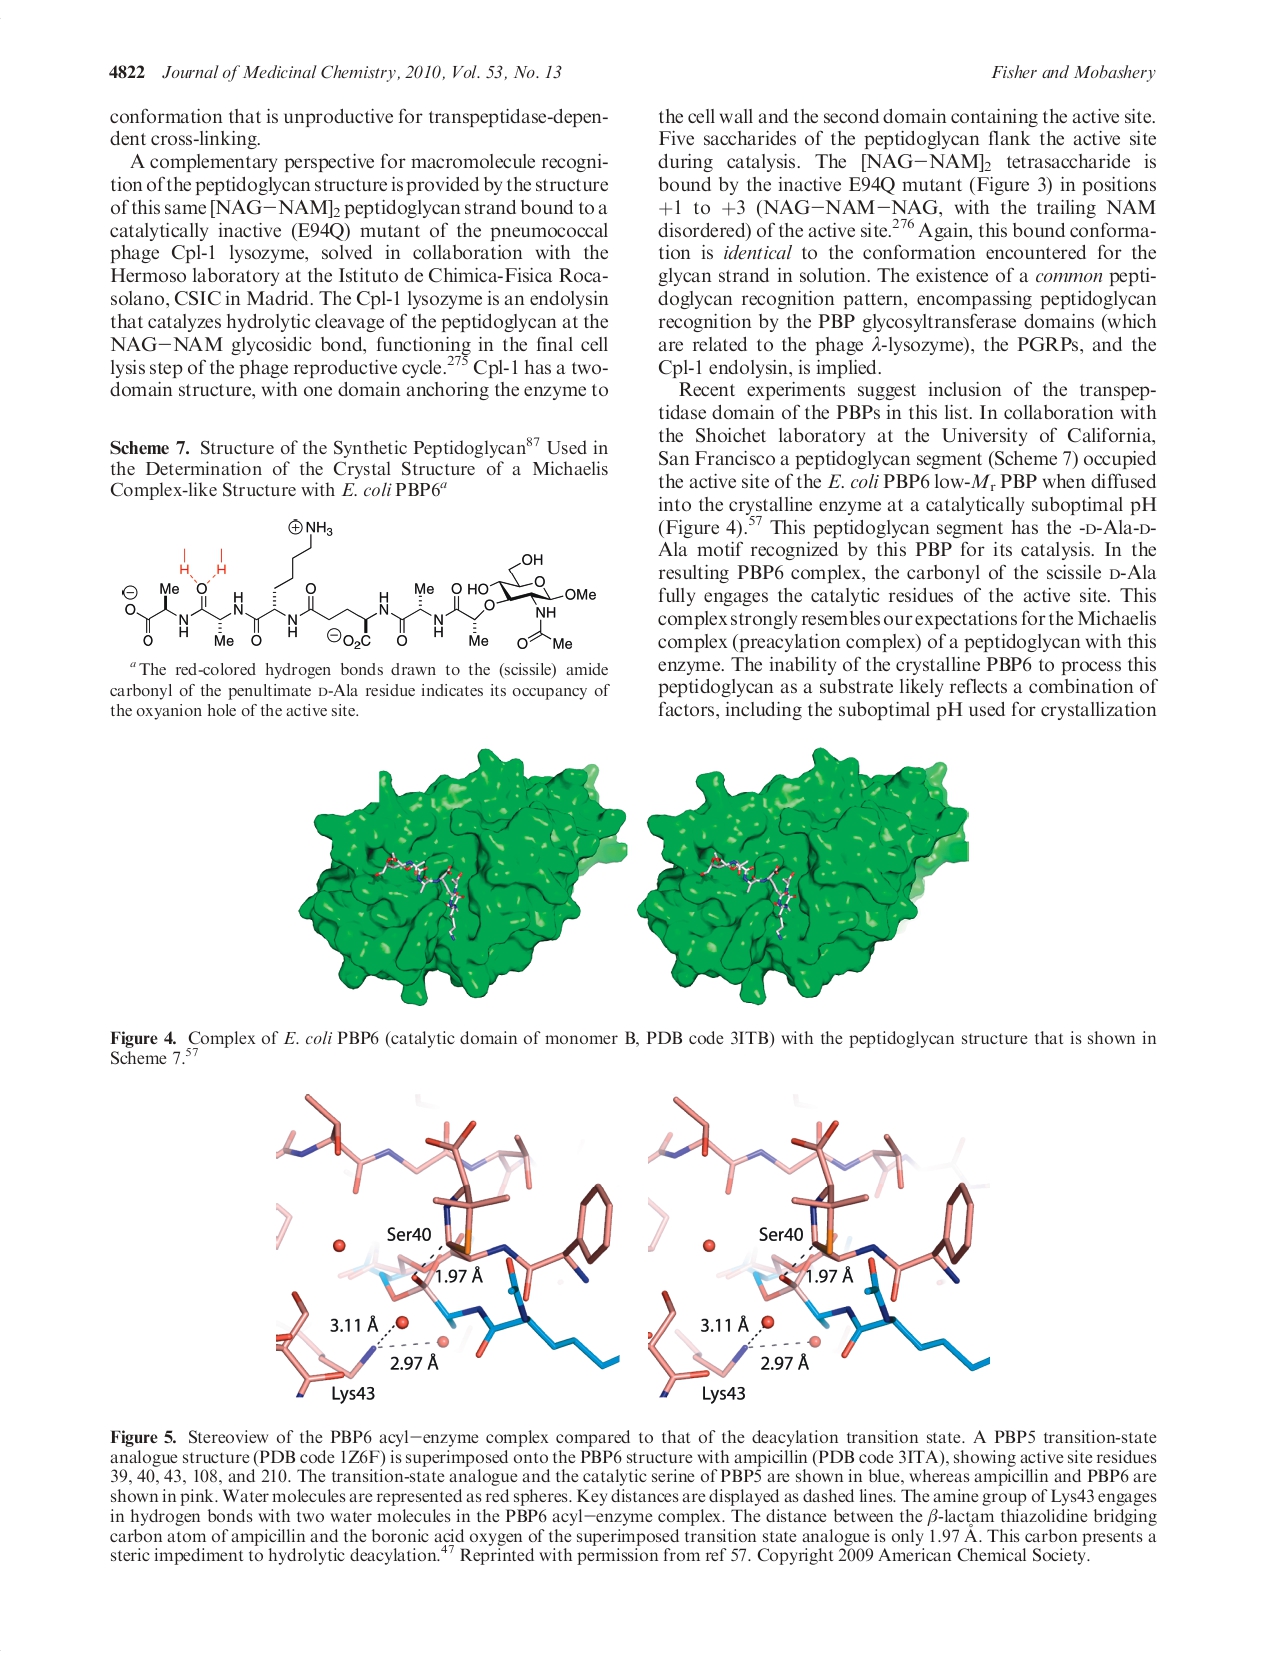 4822 Journal of Medicinal Chemistry, 2010, Vol. 53, No. 13
Fisher and Mobashery
conformation that is unproductive for transpeptidase-depen-
dent cross-linking.
A complementary perspective for macromolecule recogni-
tion of the peptidoglycan structure is provided by the structure
of this same [NAG−NAM]2 peptidoglycan strand bound to a
catalytically inactive (E94Q) mutant of the pneumococcal
phage Cpl-1 lysozyme, solved in collaboration with the
Hermoso laboratory at the Istituto de Chimica-Fisica Roca-
solano, CSIC in Madrid. The Cpl-1 lysozyme is an endolysin
that catalyzes hydrolytic cleavage of the peptidoglycan at the
NAG−NAM glycosidic bond, functioning in the final cell
lysis step of the phage reproductive cycle.275 Cpl-1 has a two-
domain structure, with one domain anchoring the enzyme to
Scheme 7. Structure of the Synthetic Peptidoglycan87 Used in
the Determination of the Crystal Structure of a Michaelis
Complex-like Structure with E. coli PBP6a
⊕ NH3
H H
OH
⊖ Me O H O H Me O HO O OMe
O O NH
N H N H N H
O Me O ⊖O2C O Me O Me
a The red-colored hydrogen bonds drawn to the (scissile) amide
carbonyl of the penultimate D-Ala residue indicates its occupancy of
the oxyanion hole of the active site.
the cell wall and the second domain containing the active site.
Five saccharides of the peptidoglycan flank the active site
during catalysis. The [NAG−NAM]2 tetrasaccharide is
bound by the inactive E94Q mutant (Figure 3) in positions
+1 to +3 (NAG−NAM−NAG, with the trailing NAM
disordered) of the active site.276 Again, this bound conforma-
tion is identical to the conformation encountered for the
glycan strand in solution. The existence of a common pepti-
doglycan recognition pattern, encompassing peptidoglycan
recognition by the PBP glycosyltransferase domains (which
are related to the phage λ-lysozyme), the PGRPs, and the
Cpl-1 endolysin, is implied.
Recent experiments suggest inclusion of the transpep-
tidase domain of the PBPs in this list. In collaboration with
the Shoichet laboratory at the University of California,
San Francisco a peptidoglycan segment (Scheme 7) occupied
the active site of the E. coli PBP6 low-Mr PBP when diffused
into the crystalline enzyme at a catalytically suboptimal pH
(Figure 4).57 This peptidoglycan segment has the -D-Ala-D-
Ala motif recognized by this PBP for its catalysis. In the
resulting PBP6 complex, the carbonyl of the scissile D-Ala
fully engages the catalytic residues of the active site. This
complex strongly resembles our expectations for the Michaelis
complex (preacylation complex) of a peptidoglycan with this
enzyme. The inability of the crystalline PBP6 to process this
peptidoglycan as a substrate likely reflects a combination of
factors, including the suboptimal pH used for crystallization
Figure 4. Complex of E. coli PBP6 (catalytic domain of monomer B, PDB code 3ITB) with the peptidoglycan structure that is shown in
Scheme 7.57
Ser40
1.97 Å
3.11 Å
2.97 Å
Lys43
Ser40
1.97 Å
3.11 Å
2.97 Å
Lys43
Figure 5. Stereoview of the PBP6 acyl−enzyme complex compared to that of the deacylation transition state. A PBP5 transition-state
analogue structure (PDB code 1Z6F) is superimposed onto the PBP6 structure with ampicillin (PDB code 3ITA), showing active site residues
39, 40, 43, 108, and 210. The transition-state analogue and the catalytic serine of PBP5 are shown in blue, whereas ampicillin and PBP6 are
shown in pink. Water molecules are represented as red spheres. Key distances are displayed as dashed lines. The amine group of Lys43 engages
in hydrogen bonds with two water molecules in the PBP6 acyl−enzyme complex. The distance between the β-lactam thiazolidine bridging
carbon atom of ampicillin and the boronic acid oxygen of the superimposed transition state analogue is only 1.97 Å. This carbon presents a
steric impediment to hydrolytic deacylation.47 Reprinted with permission from ref 57. Copyright 2009 American Chemical Society.